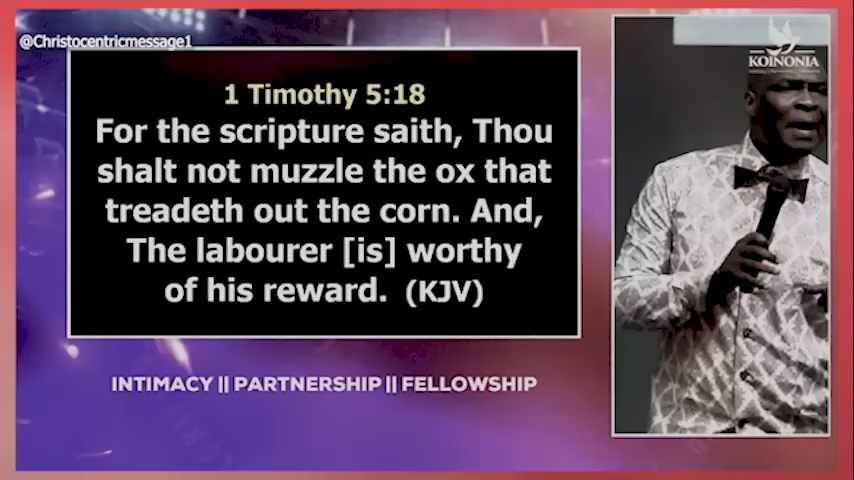 @Christocentricmessage1
KOINONIA
1 Timothy 5:18
For the scripture saith, Thou
shalt not muzzle the ox that
treadeth out the corn. And,
The labourer [is] worthy
of his reward. (KJV)
INTIMACY || PARTNERSHIP || FELLOWSHIP